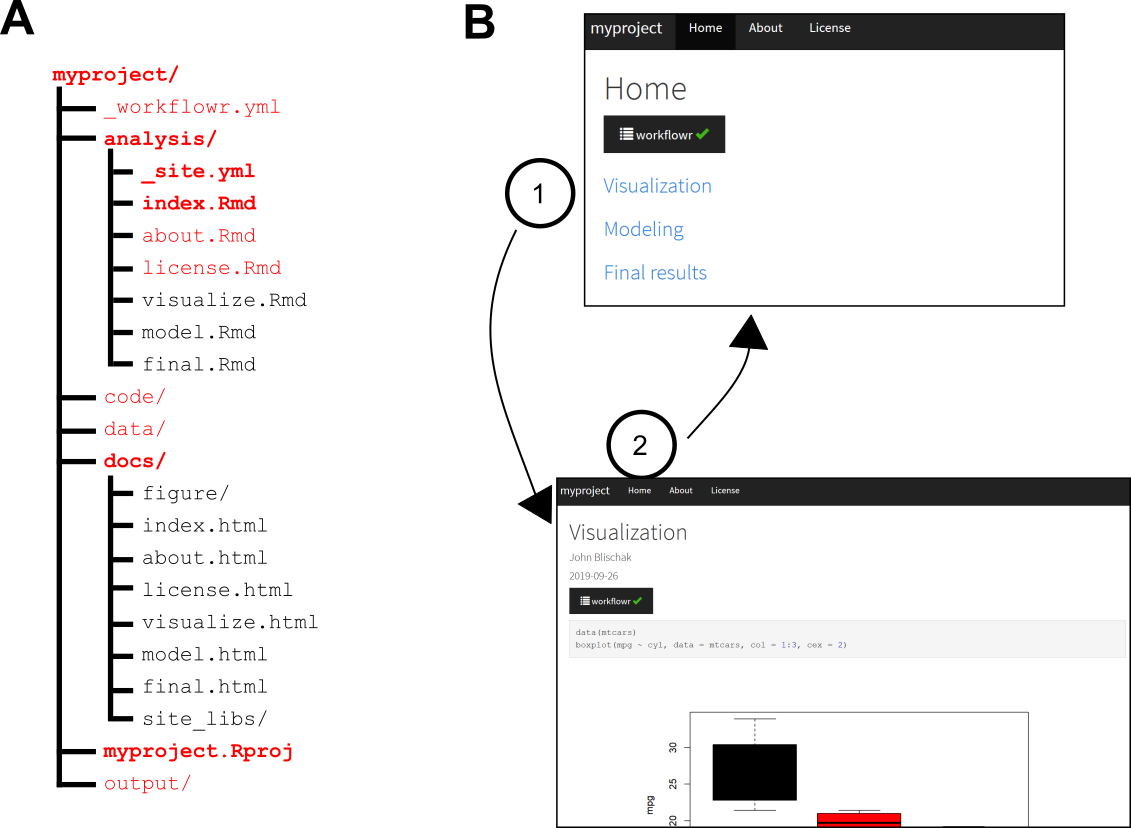 A
myproject/
_workflowr.yml
analysis/
_site.yml
index.Rmd
about.Rmd
license.Rmd
visualize.Rmd
model.Rmd
final.Rmd
code/
data/
docs/
figure/
index.html
about.html
license.html
visualize.html
model.html
final.html
site_libs/
myproject.Rproj
output/
B
myproject Home About License
Home
workflowr
Visualization
Modeling
Final results
1
2
myproject Home About License
Visualization
John Blischak
2019-09-26
workflowr
data(mtcars)
boxplot(mpg ~ cyl, data = mtcars, col = 1:3, cex = 2)
30
25
20
mpg